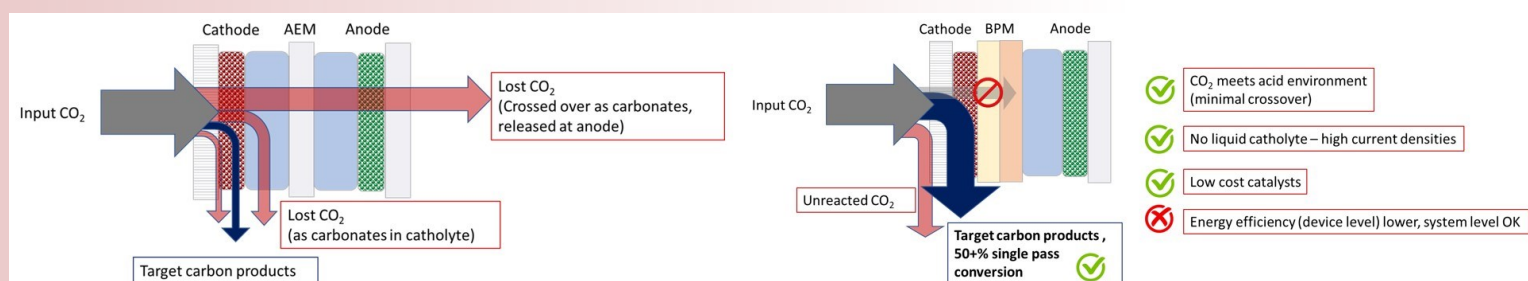 Cathode AEM Anode
Input CO₂
Lost CO₂
(Crossed over as carbonates,
released at anode)
Lost CO₂
(as carbonates in catholyte)
Target carbon products
Cathode BPM Anode
Input CO₂
Unreacted CO₂
Target carbon products ,
50+% single pass
conversion
CO₂ meets acid environment
(minimal crossover)
No liquid catholyte – high current densities
Low cost catalysts
Energy efficiency (device level) lower, system level OK